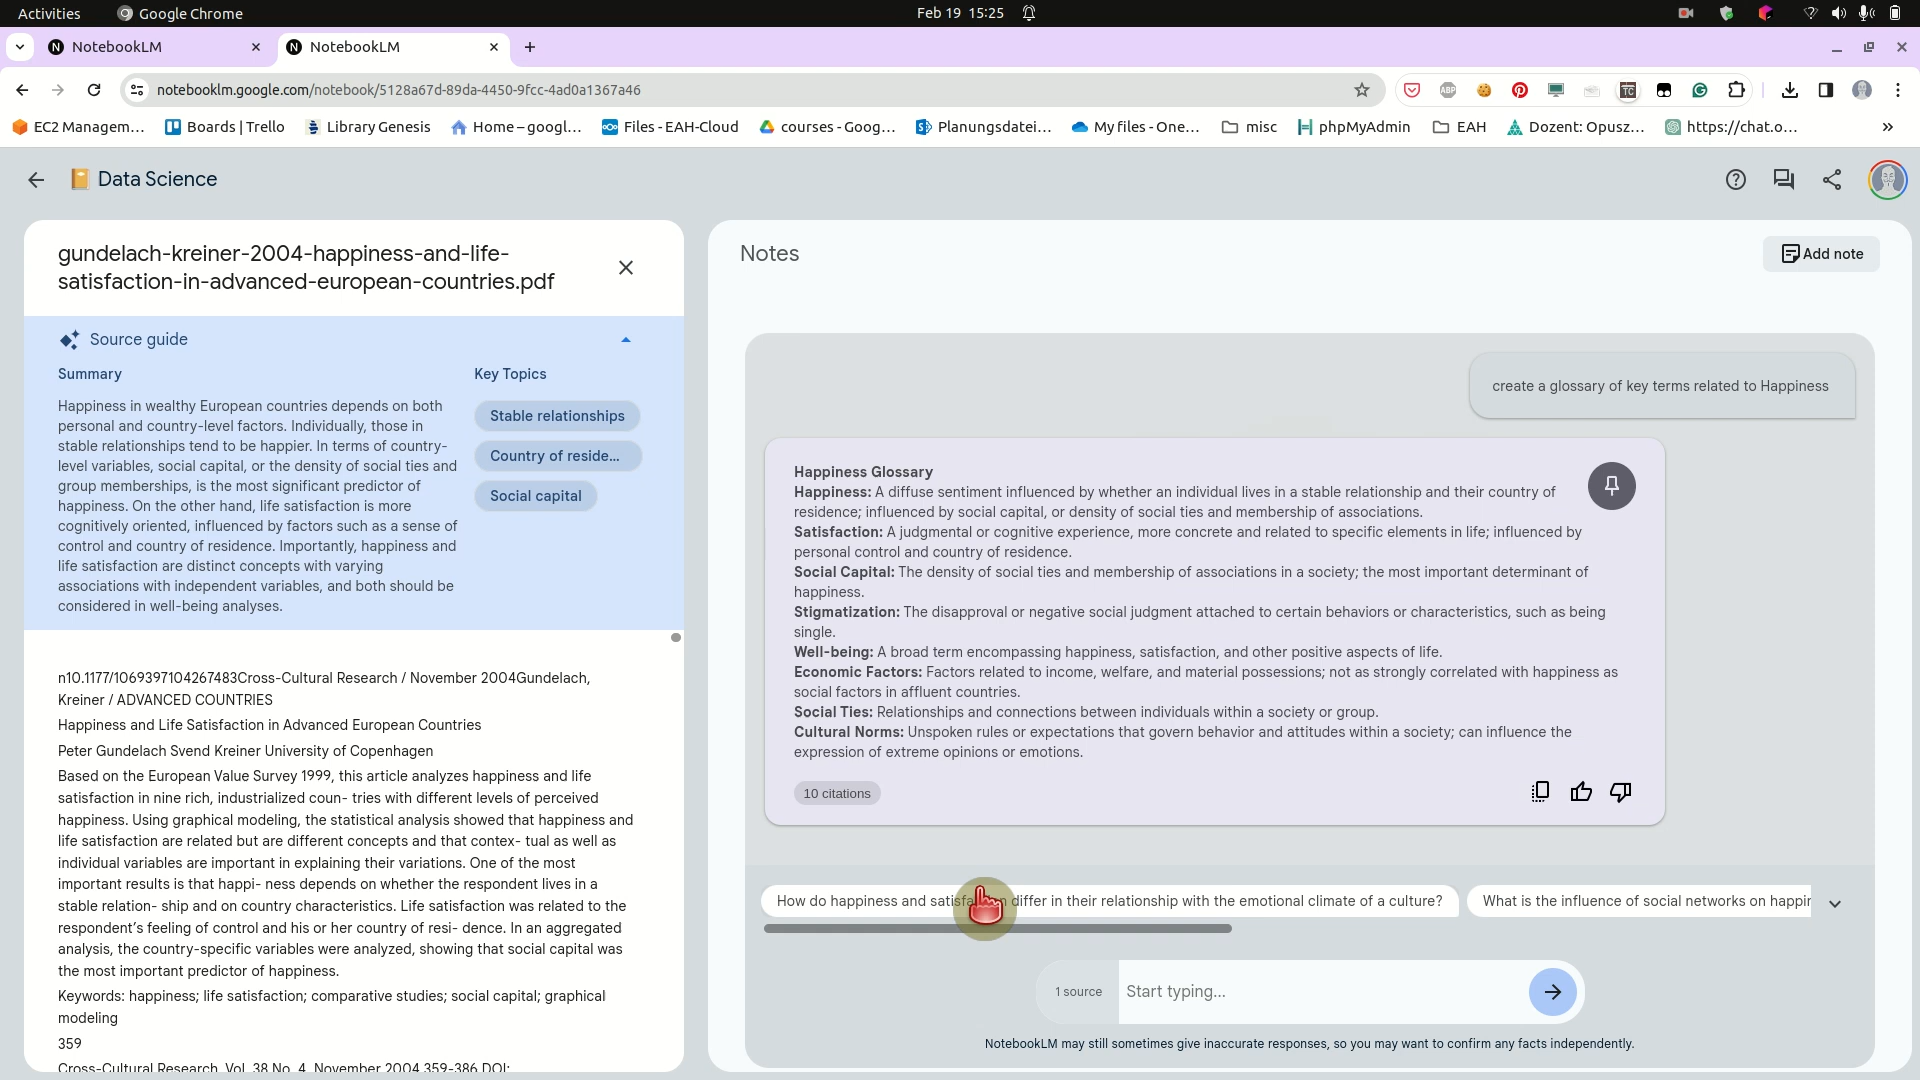 Activities
Google Chrome
Feb 19 15:25
NotebookLM
NotebookLM
notebooklm.google.com/notebook/5128a67d-89da-4450-9fcc-4ad0a1367a46
ABP
TC
EC2 Managem...
Boards | Trello
Library Genesis
Home – googl...
Files - EAH-Cloud
courses - Goog...
Planungsdatei...
My files - One...
misc
phpMyAdmin
EAH
Dozent: Opusz...
https://chat.o...
Data Science
gundelach-kreiner-2004-happiness-and-life-
satisfaction-in-advanced-european-countries.pdf
Source guide
Summary
Happiness in wealthy European countries depends on both
personal and country-level factors. Individually, those in
stable relationships tend to be happier. In terms of country-
level variables, social capital, or the density of social ties and
group memberships, is the most significant predictor of
happiness. On the other hand, life satisfaction is more
cognitively oriented, influenced by factors such as a sense of
control and country of residence. Importantly, happiness and
life satisfaction are distinct concepts with varying
associations with independent variables, and both should be
considered in well-being analyses.
Key Topics
Stable relationships
Country of reside...
Social capital
n10.1177/1069397104267483Cross-Cultural Research / November 2004Gundelach,
Kreiner / ADVANCED COUNTRIES
Happiness and Life Satisfaction in Advanced European Countries
Peter Gundelach Svend Kreiner University of Copenhagen
Based on the European Value Survey 1999, this article analyzes happiness and life
satisfaction in nine rich, industrialized coun- tries with different levels of perceived
happiness. Using graphical modeling, the statistical analysis showed that happiness and
life satisfaction are related but are different concepts and that contex- tual as well as
individual variables are important in explaining their variations. One of the most
important results is that happi- ness depends on whether the respondent lives in a
stable relation- ship and on country characteristics. Life satisfaction was related to the
respondent’s feeling of control and his or her country of resi- dence. In an aggregated
analysis, the country-specific variables were analyzed, showing that social capital was
the most important predictor of happiness.
Keywords: happiness; life satisfaction; comparative studies; social capital; graphical
modeling
359
Cross-Cultural Research, Vol. 38 No. 4, November 2004 359-386 DOI:
Notes
Add note
create a glossary of key terms related to Happiness
Happiness Glossary
Happiness: A diffuse sentiment influenced by whether an individual lives in a stable relationship and their country of
residence; influenced by social capital, or density of social ties and membership of associations.
Satisfaction: A judgmental or cognitive experience, more concrete and related to specific elements in life; influenced by
personal control and country of residence.
Social Capital: The density of social ties and membership of associations in a society; the most important determinant of
happiness.
Stigmatization: The disapproval or negative social judgment attached to certain behaviors or characteristics, such as being
single.
Well-being: A broad term encompassing happiness, satisfaction, and other positive aspects of life.
Economic Factors: Factors related to income, welfare, and material possessions; not as strongly correlated with happiness as
social factors in affluent countries.
Social Ties: Relationships and connections between individuals within a society or group.
Cultural Norms: Unspoken rules or expectations that govern behavior and attitudes within a society; can influence the
expression of extreme opinions or emotions.
10 citations
How do happiness and satisfaction differ in their relationship with the emotional climate of a culture?
What is the influence of social networks on happin
1 source
Start typing...
NotebookLM may still sometimes give inaccurate responses, so you may want to confirm any facts independently.